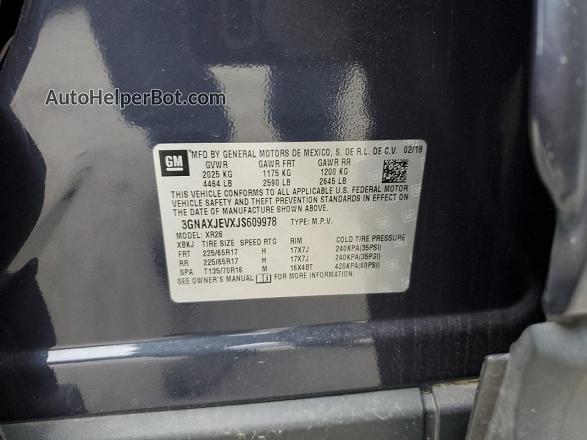 AutoHelperBot.com
GM
MFD BY GENERAL MOTORS DE MEXICO, S. DE R.L. DE C.V. 02/18
GVWR GAWR FRT GAWR RR
2025 KG 1175 KG 1200 KG
4464 LB 2590 LB 2645 LB
THIS VEHICLE CONFORMS TO ALL APPLICABLE U.S. FEDERAL MOTOR
VEHICLE SAFETY AND THEFT PREVENTION STANDARDS IN EFFECT ON
THE DATE OF MANUFACTURE SHOWN ABOVE.
3GNAXJEVXJS609978 TYPE: M.P.V.
MODEL: XR26
XBKJ TIRE SIZE SPEED RTG RIM COLD TIRE PRESSURE
FRT 225/65R17 H 17X7J 240KPA(35PSI)
RR 225/65R17 H 17X7J 240KPA(35PSI)
SPA T135/70R16 M 16X4BT 420KPA(60PSI)
SEE OWNER'S MANUAL FOR MORE INFORMATION.